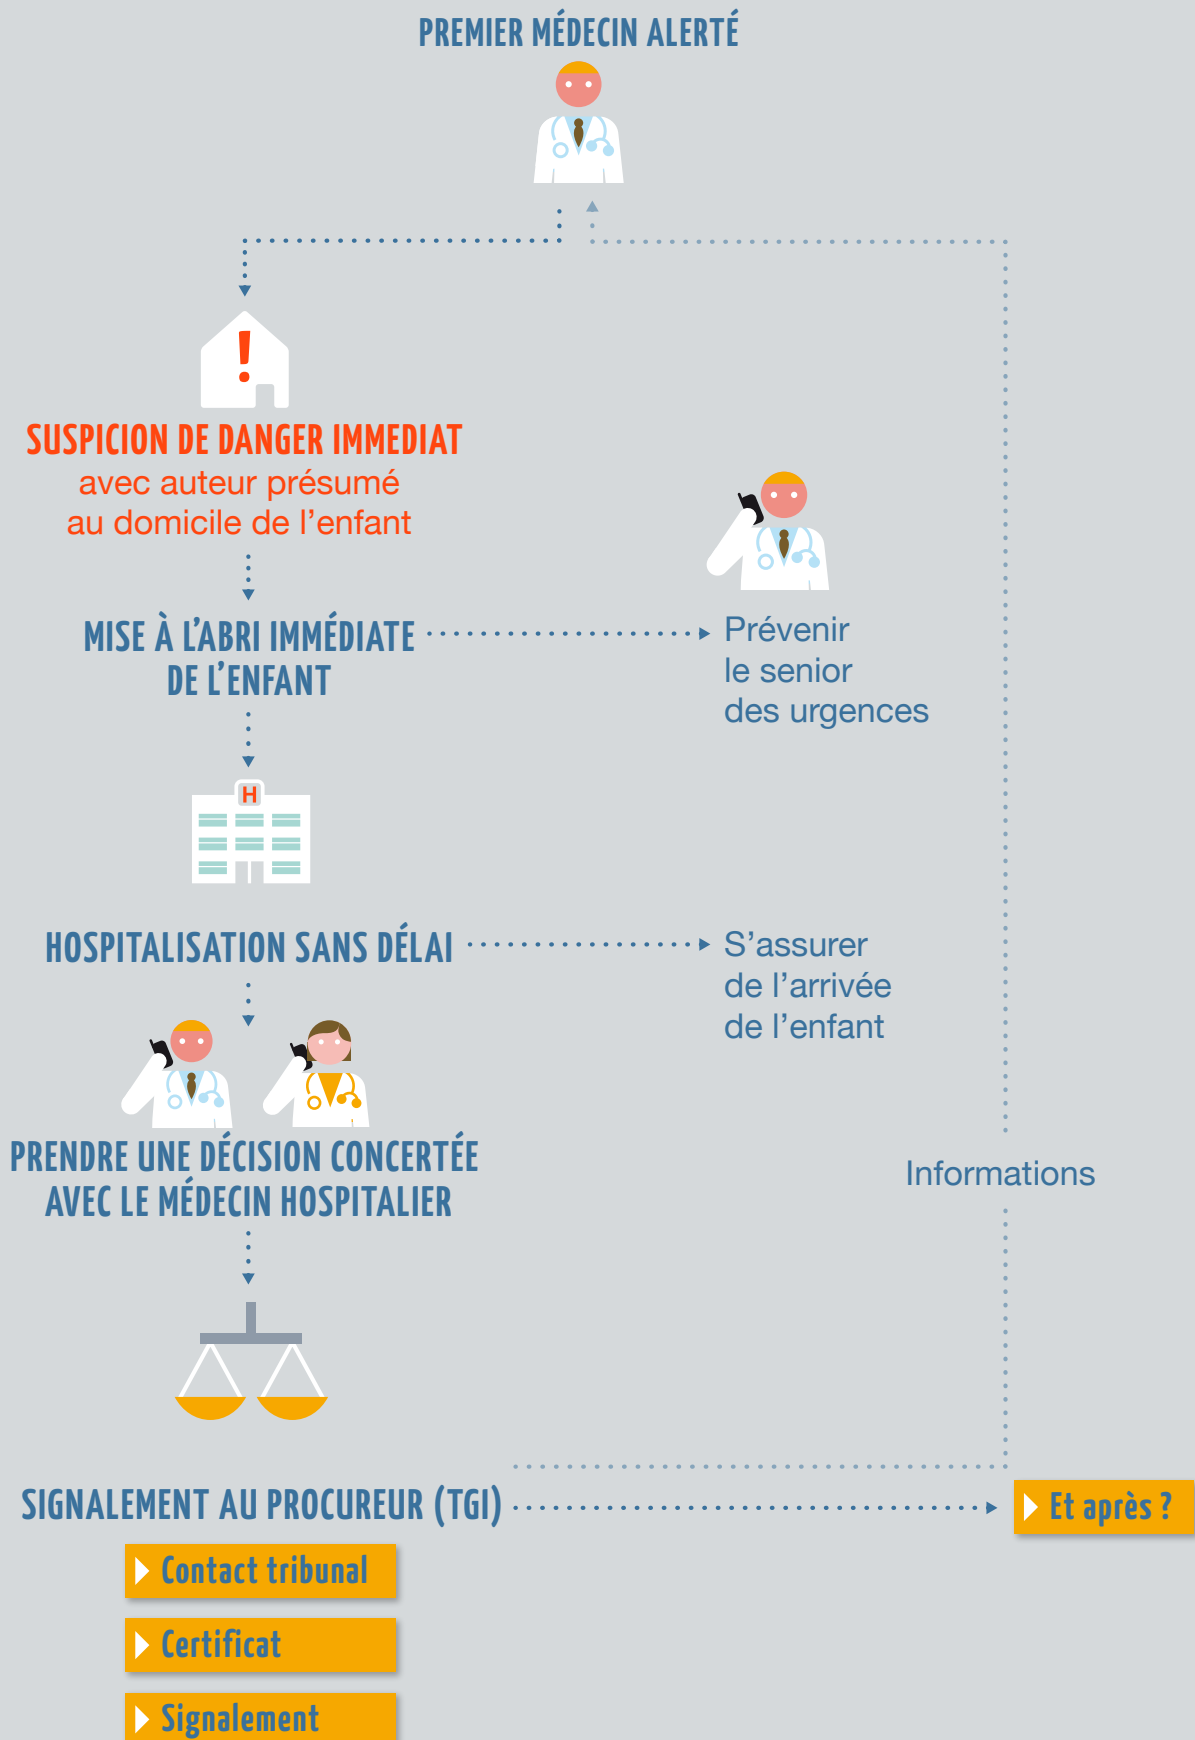 PREMIER MÉDECIN ALERTÉ
!
SUSPICION DE DANGER IMMEDIAT
avec auteur présumé
au domicile de l’enfant
MISE À L’ABRI IMMÉDIATE
DE L’ENFANT
Prévenir
le senior
des urgences
H
HOSPITALISATION SANS DÉLAI
S’assurer
de l’arrivée
de l’enfant
PRENDRE UNE DÉCISION CONCERTÉE
AVEC LE MÉDECIN HOSPITALIER
Informations
SIGNALEMENT AU PROCUREUR (TGI)
Et après ?
Contact tribunal
Certificat
Signalement